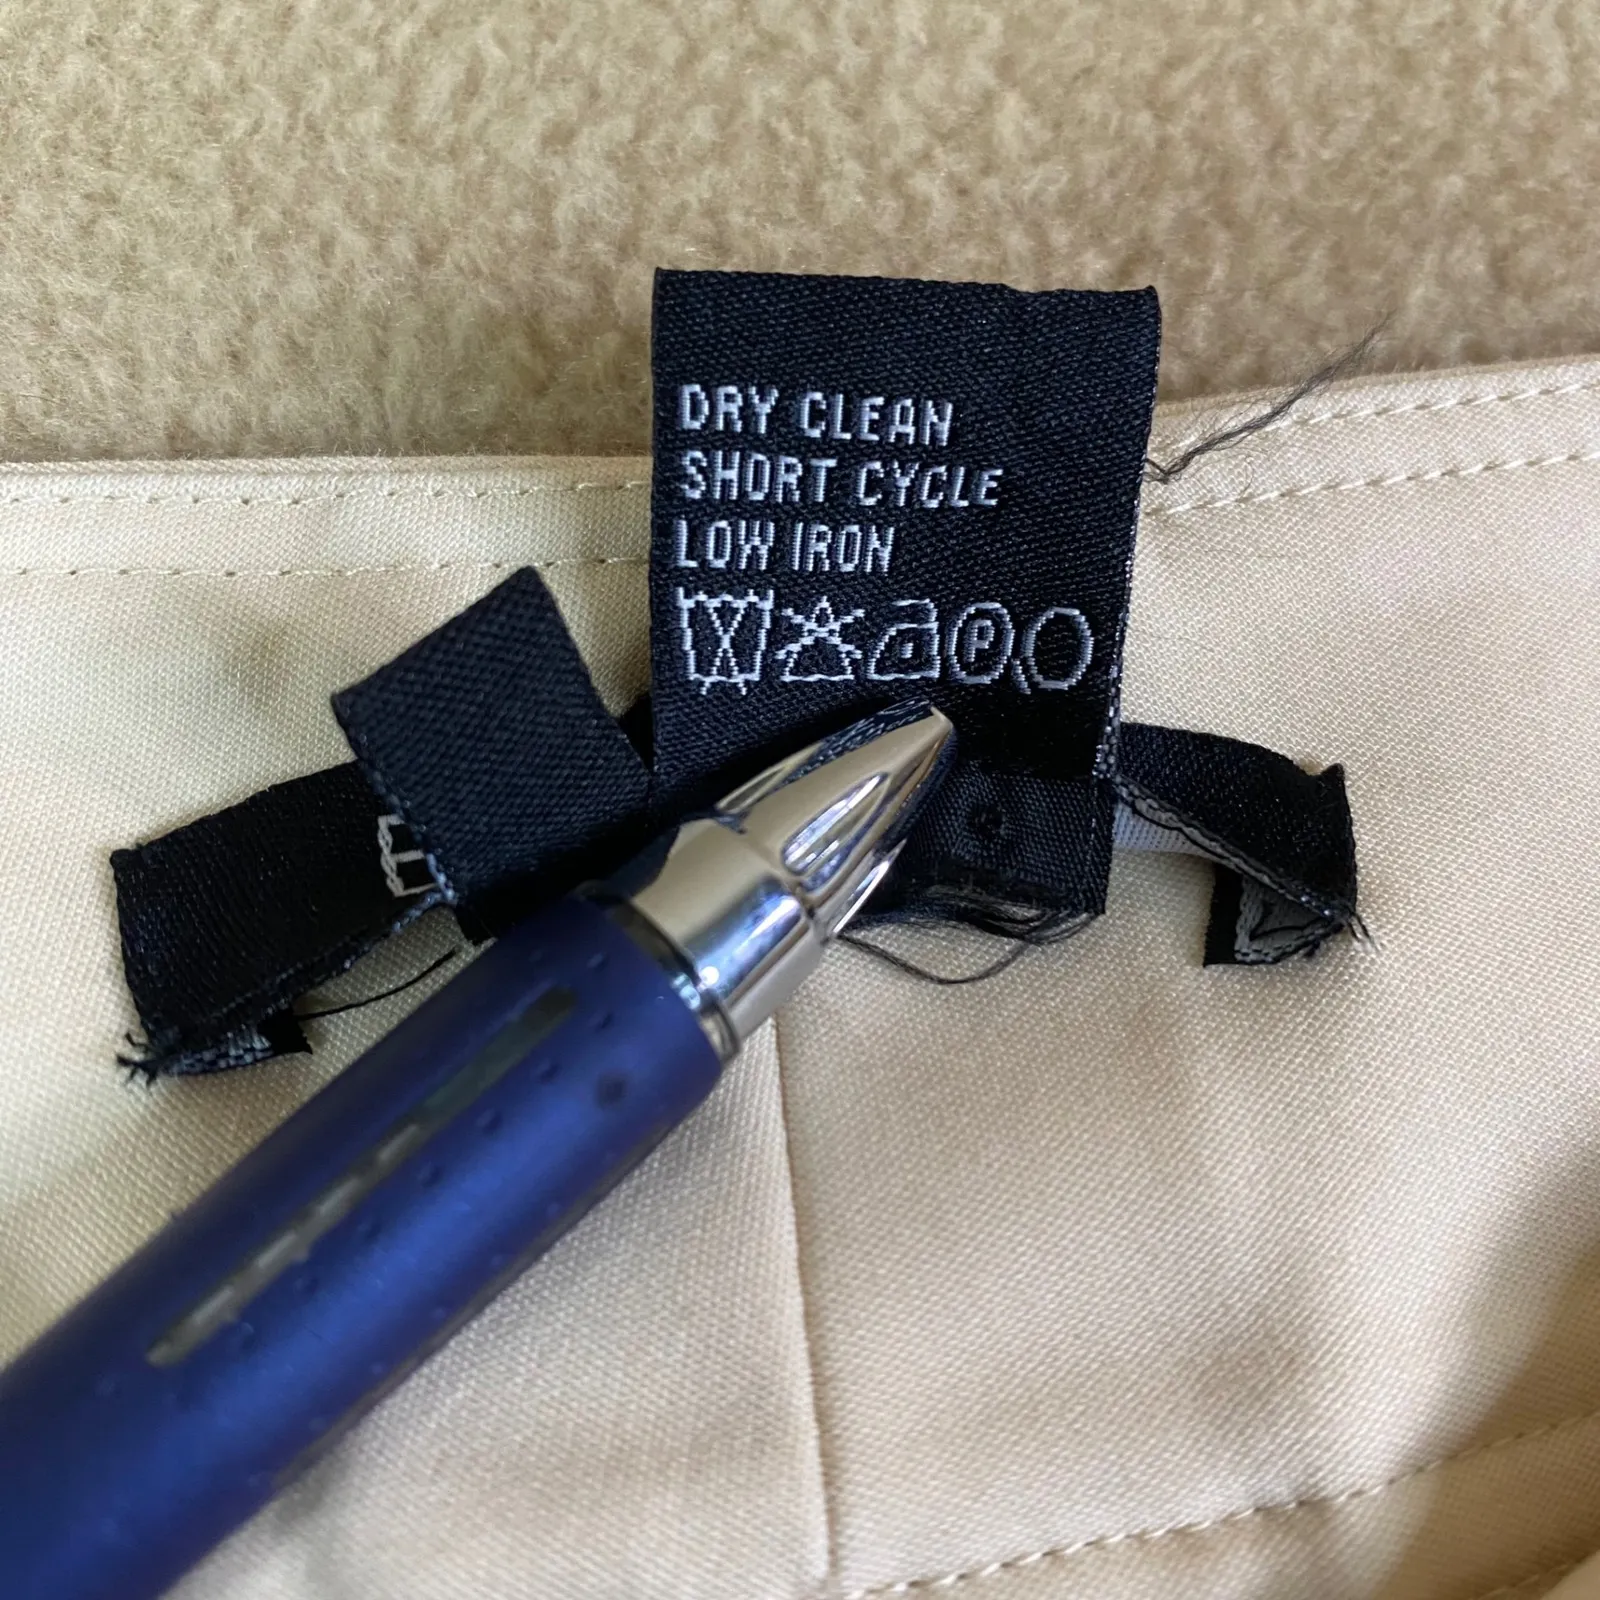 DRY CLEAN
SHORT CYCLE
LOW IRON
P
E